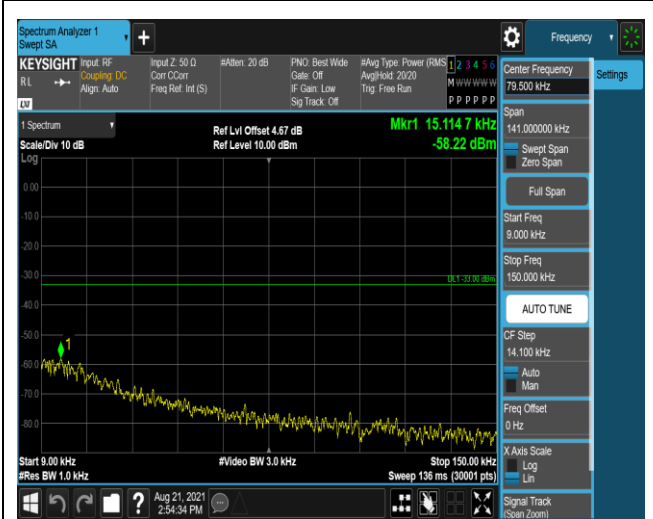 Spectrum Analyzer 1
Swept SA
+
Frequency
KEYSIGHT
Input: RF
Input Z: 50 Ω
#Atten: 20 dB
PNO: Best Wide
#Avg Type: Power (RMS
1 2 3 4 5 6
RL
Coupling: DC
Corr CCorr
Gate: Off
Avg|Hold: 20/20
M W W W W W
Align: Auto
Freq Ref: Int (S)
IF Gain: Low
Trig: Free Run
Sig Track: Off
P P P P P P
LXI
1 Spectrum
Ref Lvl Offset 4.67 dB
Mkr1 15.114 7 kHz
Scale/Div 10 dB
Ref Level 10.00 dBm
-58.22 dBm
Log
0.00
-10.0
-20.0
-30.0
DL1 -33.00 dBm
-40.0
-50.0
1
-60.0
-70.0
-80.0
Start 9.00 kHz
#Video BW 3.0 kHz
Stop 150.00 kHz
#Res BW 1.0 kHz
Sweep 136 ms (30001 pts)
?
Aug 21, 2021
2:54:34 PM
Center Frequency
79.500 kHz
Settings
Span
141.000000 kHz
Swept Span
Zero Span
Full Span
Start Freq
9.000 kHz
Stop Freq
150.000 kHz
AUTO TUNE
CF Step
14.100 kHz
Auto
Man
Freq Offset
0 Hz
X Axis Scale
Log
Lin
Signal Track
(Span Zoom)